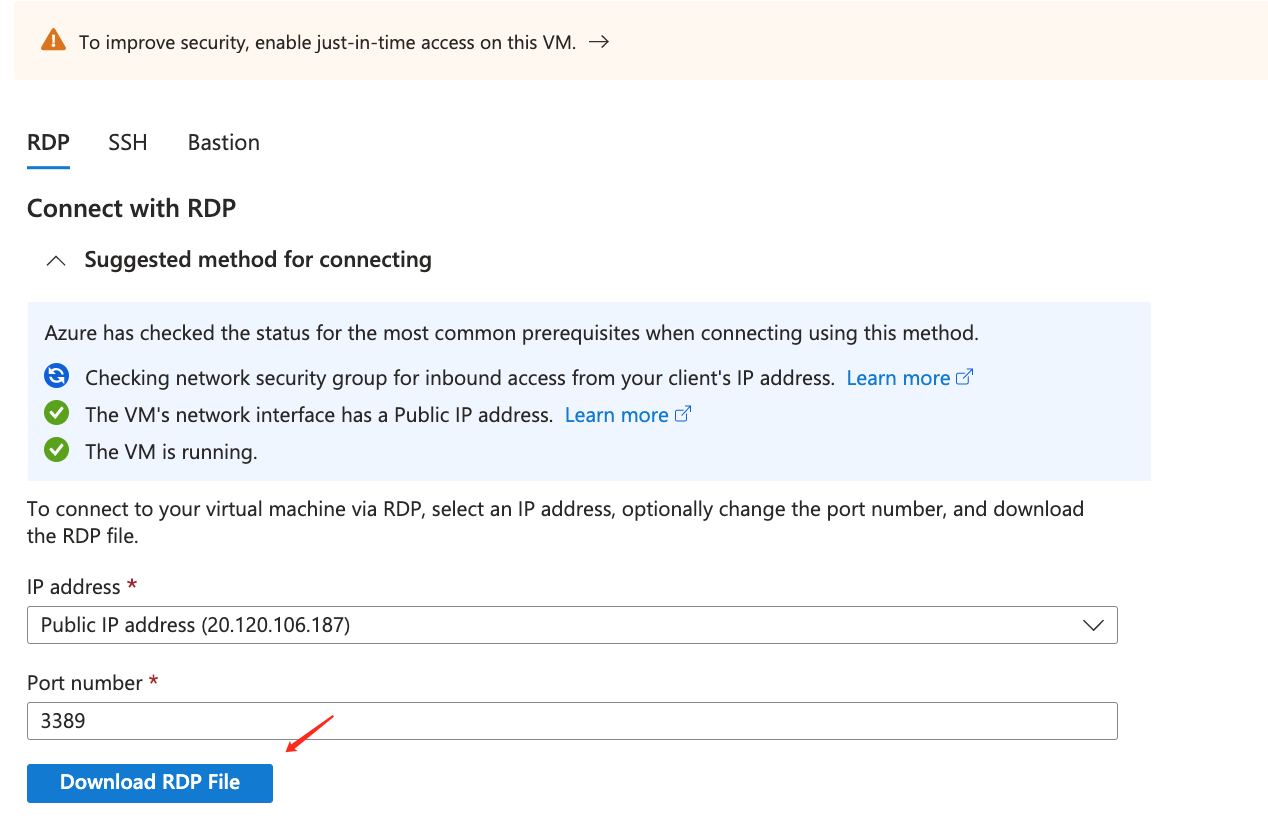 To improve security, enable just-in-time access on this VM. →
RDP SSH Bastion
Connect with RDP
Suggested method for connecting
Azure has checked the status for the most common prerequisites when connecting using this method.
Checking network security group for inbound access from your client's IP address. Learn more
The VM's network interface has a Public IP address. Learn more
The VM is running.
To connect to your virtual machine via RDP, select an IP address, optionally change the port number, and download
the RDP file.
IP address *
Public IP address (20.120.106.187)
Port number *
3389
Download RDP File